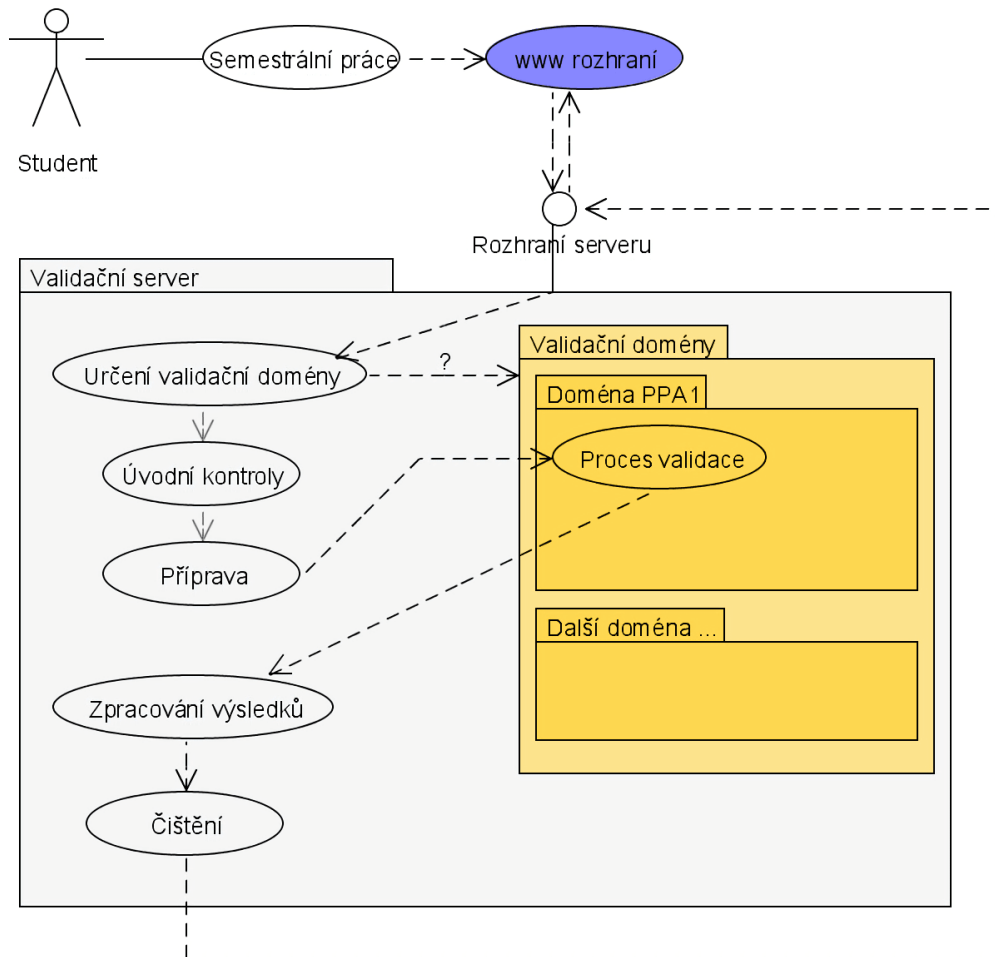 Semestrální práce
www rozhraní
Student
Rozhraní serveru
Validační server
Validační domény
?
Určení validační domény
Doména PPA1
Proces validace
Úvodní kontroly
Příprava
Další doména ...
Zpracování výsledků
Čištění